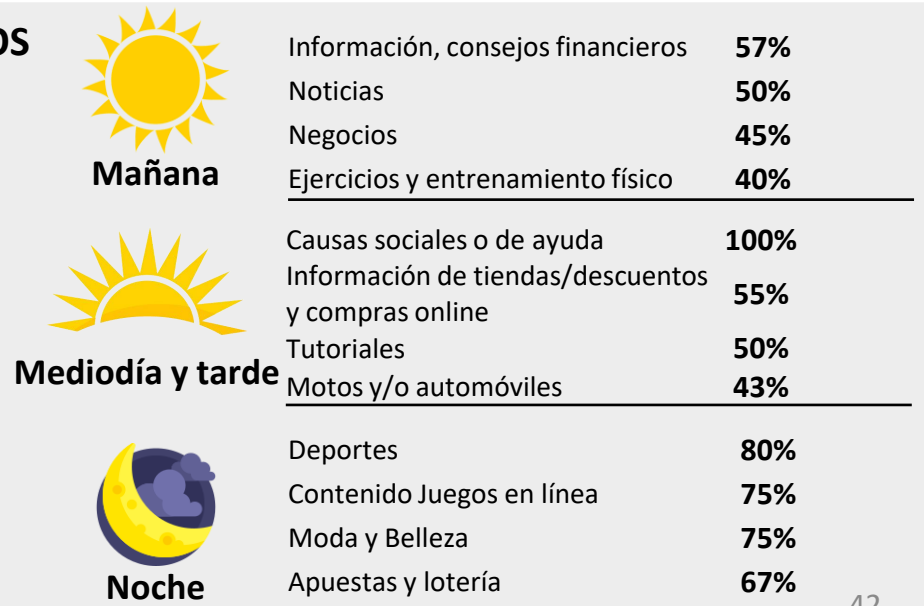 OS
Información, consejos financieros 57%
Noticias 50%
Negocios 45%
Mañana
Ejercicios y entrenamiento físico 40%
Causas sociales o de ayuda 100%
Información de tiendas/descuentos
y compras online 55%
Tutoriales 50%
Mediodía y tarde
Motos y/o automóviles 43%
Deportes 80%
Contenido Juegos en línea 75%
Moda y Belleza 75%
Noche
Apuestas y lotería 67%
42